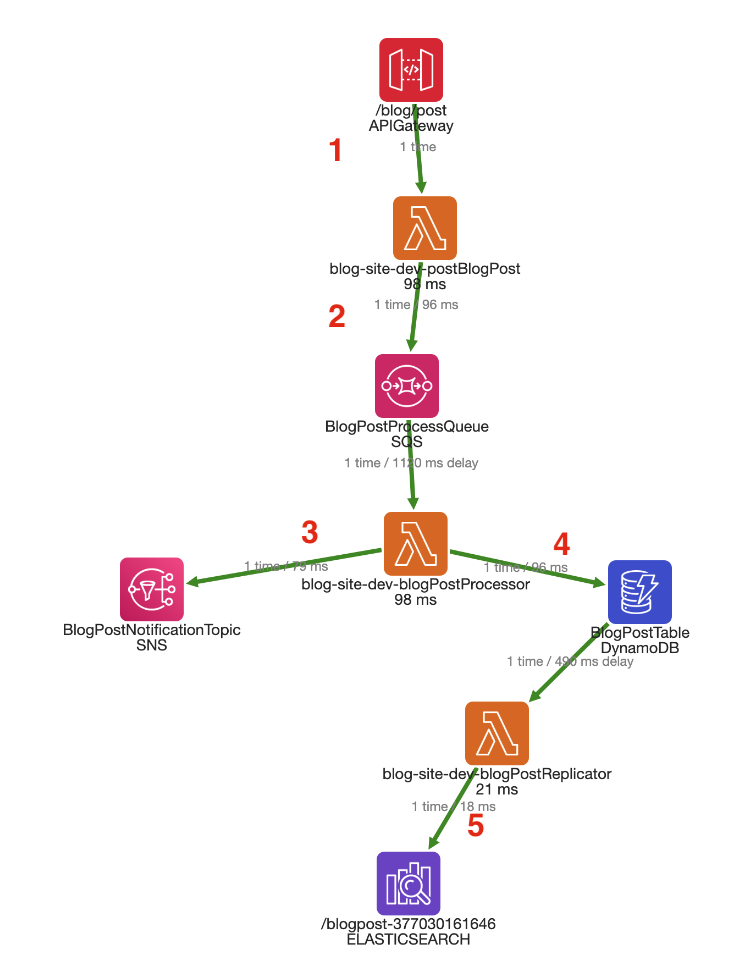 /blog/post
APIGateway
1
1 time
blog-site-dev-postBlogPost
98 ms
1 time / 96 ms
2
BlogPostProcessQueue
SQS
1 time / 1120 ms delay
3
4
1 time / 79 ms
1 time / 96 ms
blog-site-dev-blogPostProcessor
98 ms
BlogPostNotificationTopic
SNS
BlogPostTable
DynamoDB
1 time / 490 ms delay
blog-site-dev-blogPostReplicator
21 ms
1 time / 18 ms
5
/blogpost-377030161646
ELASTICSEARCH